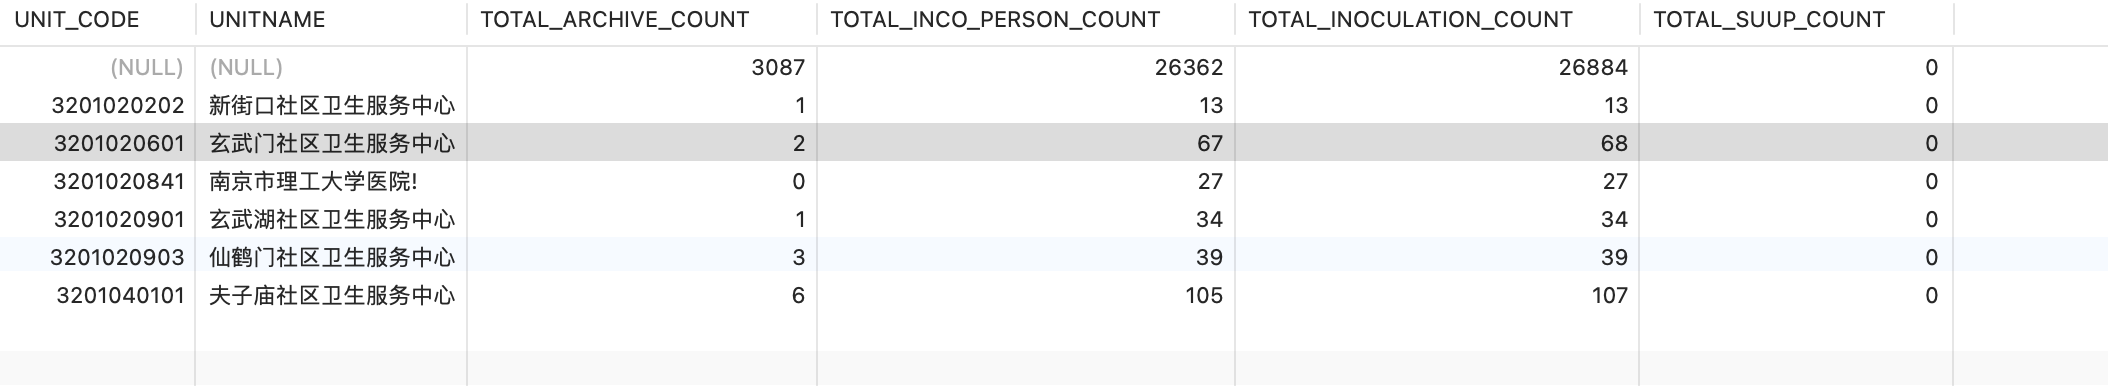 UNIT_CODE UNITNAME TOTAL_ARCHIVE_COUNT TOTAL_INCO_PERSON_COUNT TOTAL_INOCULATION_COUNT TOTAL_SUUP_COUNT
(NULL) (NULL) 3087 26362 26884 0
3201020202 新街口社区卫生服务中心 1 13 13 0
3201020601 玄武门社区卫生服务中心 2 67 68 0
3201020841 南京市理工大学医院! 0 27 27 0
3201020901 玄武湖社区卫生服务中心 1 34 34 0
3201020903 仙鹤门社区卫生服务中心 3 39 39 0
3201040101 夫子庙社区卫生服务中心 6 105 107 0